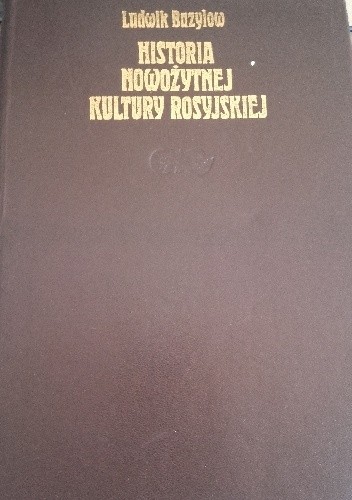 Ludwik Bazylow
HISTORIA
NOWOŻYTNEJ
KULTURY ROSYJSKIEJ